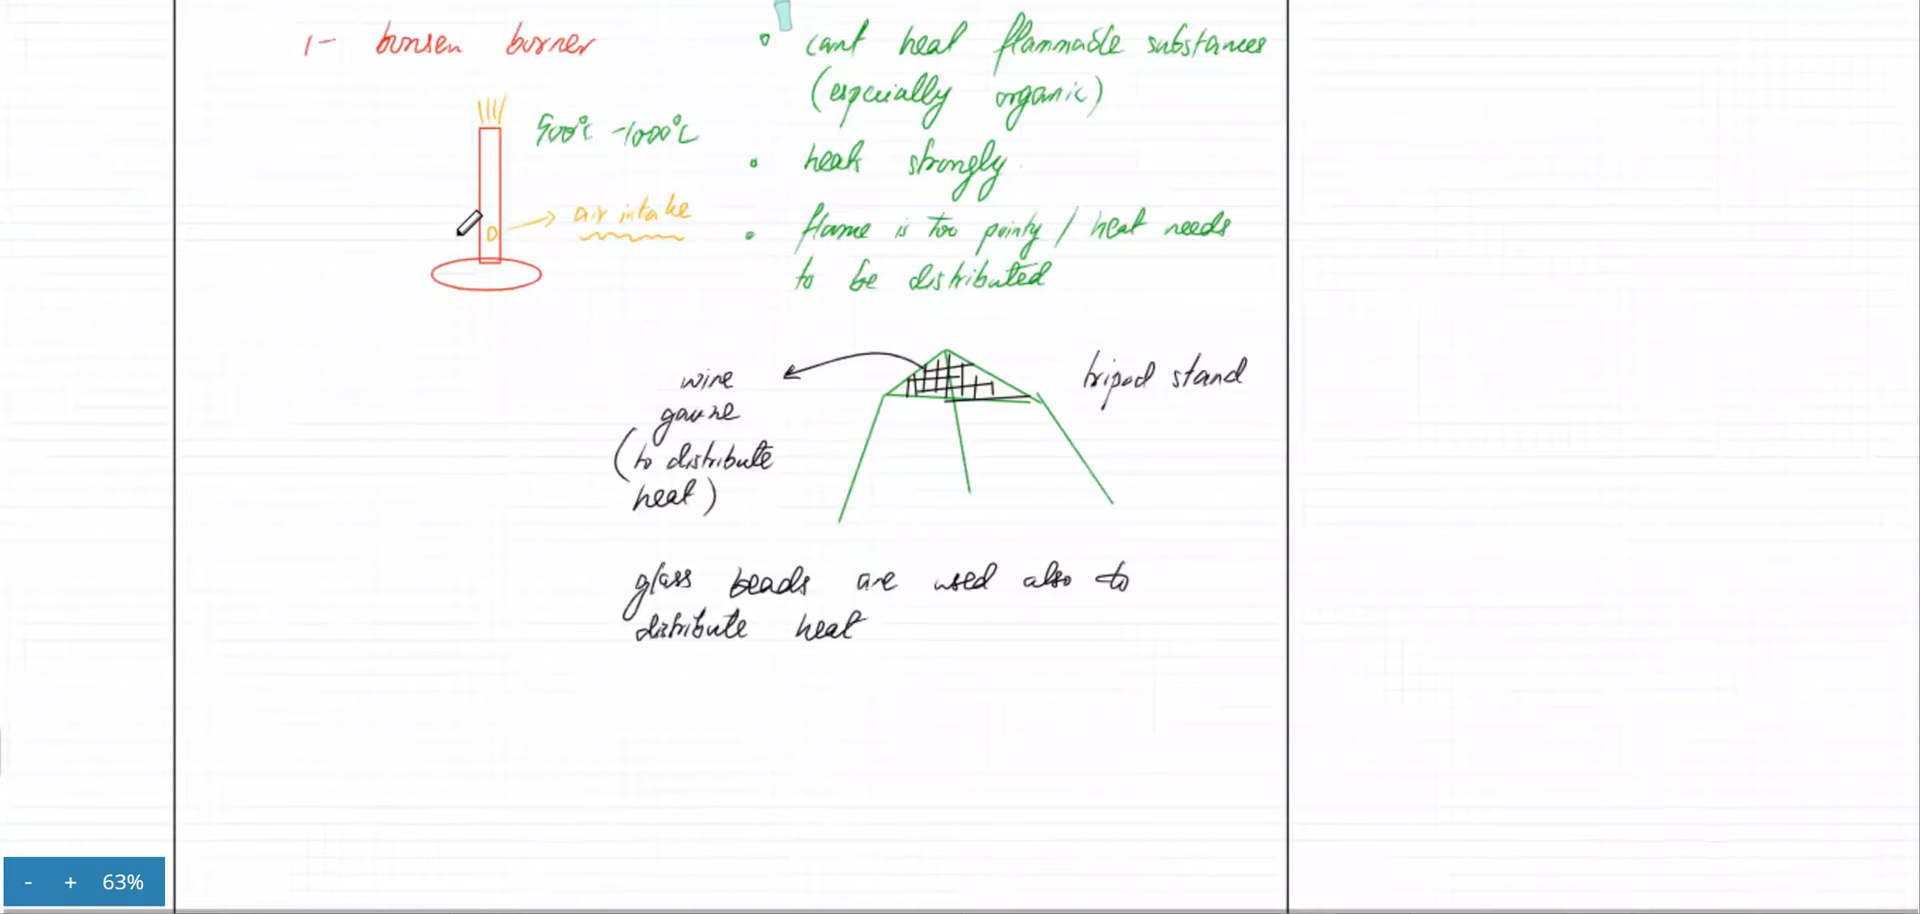 1- bunsen burner
500°C -1000°C
air intake
cant heat flammable substances
(especially organic)
heats strongly
flame is too pointy / heat needs
to be distributed
wire
gauze
(to distribute
heat)
tripod stand
glass beads are used also to
distribute heat
- + 63%